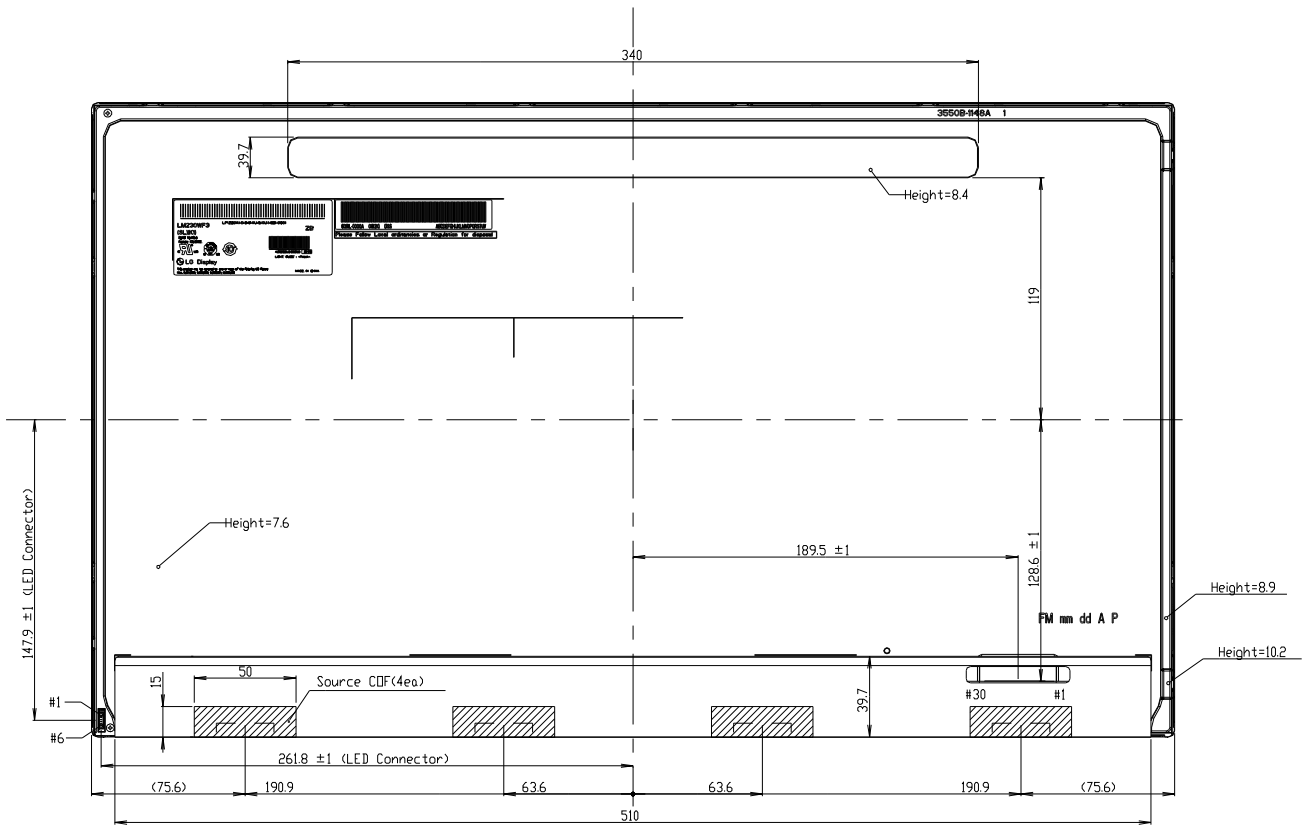 340
3550B-1148A 1
39.7
Height=8.4
LM230WF3
Z9
Please Follow Local ordinances or Regulation for disposal
LG Display
119
Height=7.6
147.9 ±1 (LED Connector)
189.5 ±1
128.6 ±1
Height=8.9
FM mm dd A P
Height=10.2
50
Source COF(4ea)
15
39.7
#30 #1
#1
#6
261.8 ±1 (LED Connector)
(75.6) 190.9 63.6 63.6 190.9 (75.6)
510